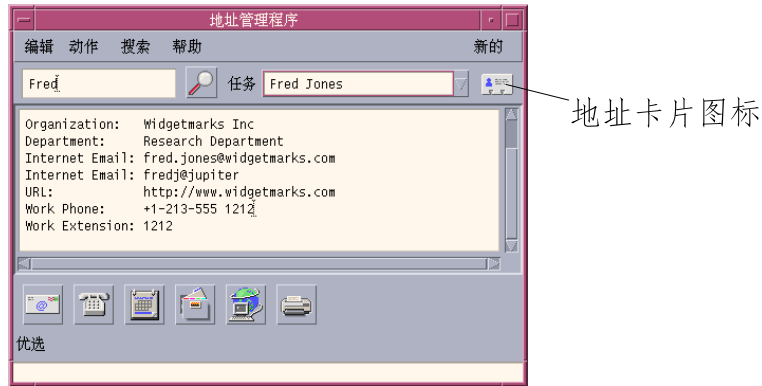 地址管理程序
编辑 动作 搜索 帮助 新的
Fred 任务 Fred Jones
地址卡片图标
Organization: Widgetmarks Inc
Department: Research Department
Internet Email: fred.jones@widgetmarks.com
Internet Email: fredj@jupiter
URL: http://www.widgetmarks.com
Work Phone: +1-213-555 1212
Work Extension: 1212
优选